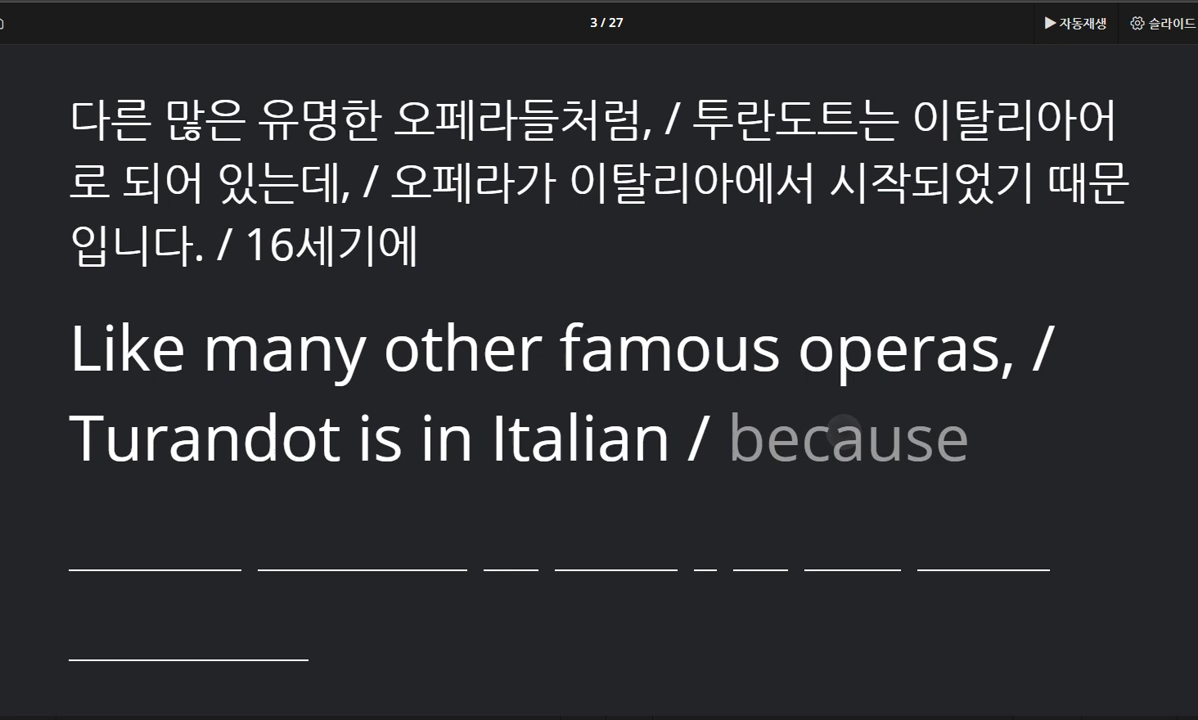 3 / 27
▶ 자동재생
슬라이드
다른 많은 유명한 오페라들처럼, / 투란도트는 이탈리아어
로 되어 있는데, / 오페라가 이탈리아에서 시작되었기 때문
입니다. / 16세기에
Like many other famous operas, /
Turandot is in Italian / because